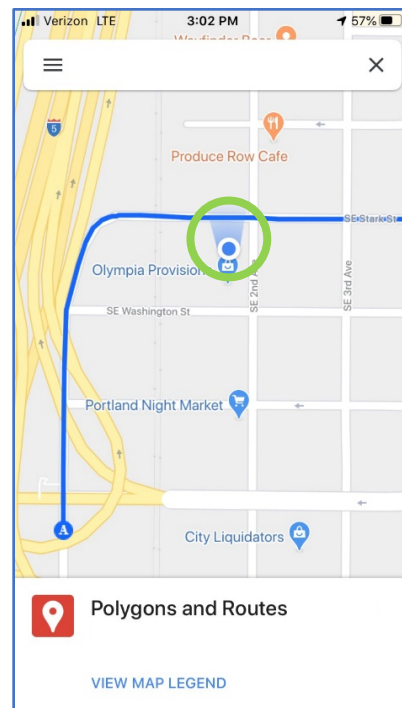 Verizon LTE 3:02 PM 57%
5
Produce Row Cafe
SE Stark St
Olympia Provision
SE 2nd Ave
SE 3rd Ave
SE Washington St
Portland Night Market
City Liquidators
A
Polygons and Routes
VIEW MAP LEGEND